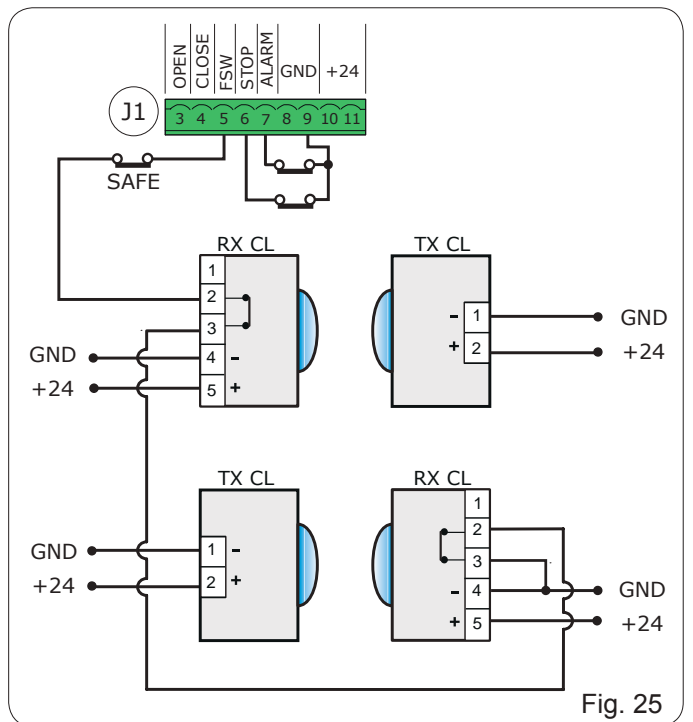 OPEN
CLOSE
FSW
STOP
ALARM
GND +24
J1
3 4 5 6 7 8 9 10 11
SAFE
RX CL
1
2
3
GND 4 -
+24 5 +
TX CL
- 1 GND
+ 2 +24
TX CL
GND 1 -
+24 2 +
RX CL
1
2
3
- 4 GND
+ 5 +24
Fig. 25